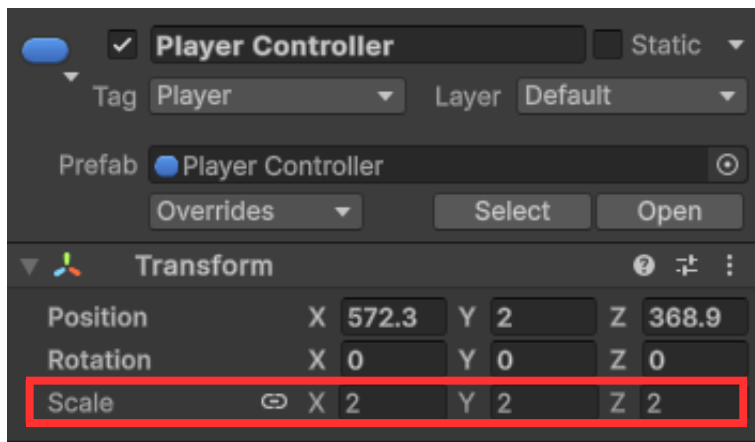 Player Controller Static
Tag Player Layer Default
Prefab Player Controller
Overrides Select Open
Transform
Position X 572.3 Y 2 Z 368.9
Rotation X 0 Y 0 Z 0
Scale X 2 Y 2 Z 2